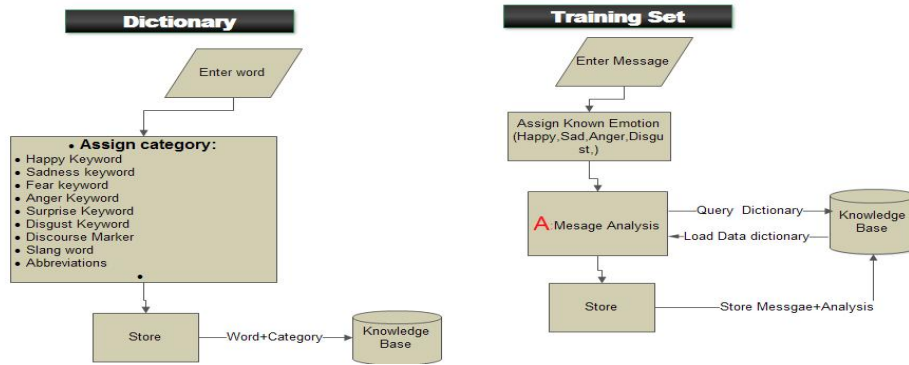 Dictionary
Enter word
• Assign category:
• Happy Keyword
• Sadness keyword
• Fear keyword
• Anger Keyword
• Surprise Keyword
• Disgust Keyword
• Discourse Marker
• Slang word
• Abbreviations
•
Store
Word+Category
Knowledge
Base
Training Set
Enter Message
Assign Known Emotion
(Happy,Sad,Anger,Disgu
st,)
A:Mesage Analysis
Query Dictionary
Load Data dictionary
Knowledge
Base
Store
Store Messgae+Analysis